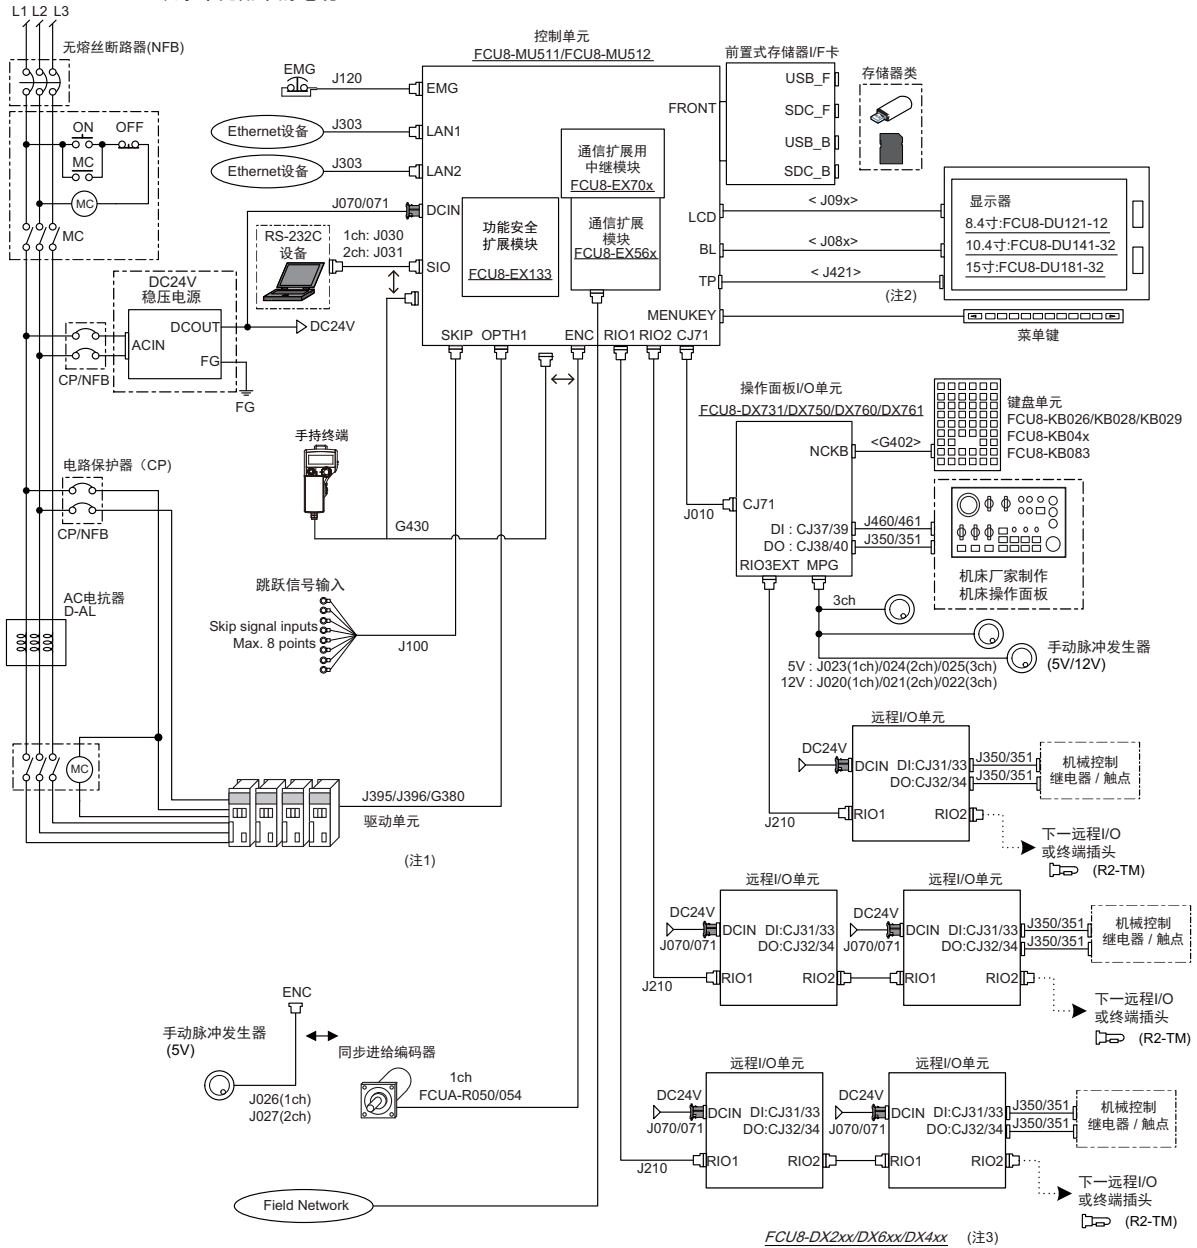 L1 L2 L3
无熔丝断路器(NFB)
ON OFF
MC
MC
MC
DC24V
稳压电源
DCOUT
ACIN
FG
FG
DC24V
CP/NFB
电路保护器（CP）
CP/NFB
AC电抗器
D-AL
MC
J395/J396/G380
驱动单元
(注1)
控制单元
FCU8-MU511/FCU8-MU512
EMG
J120
EMG
Ethernet设备
J303
LAN1
Ethernet设备
J303
LAN2
J070/071
DCIN
RS-232C
设备
1ch: J030
2ch: J031
SIO
功能安全
扩展模块
FCU8-EX133
通信扩展用
中继模块
FCU8-EX70x
通信扩展
模块
FCU8-EX56x
FRONT
LCD
BL
TP
MENUKEY
SKIP OPTH1 ENC RIO1 RIO2 CJ71
前置式存储器I/F卡
USB_F
SDC_F
USB_B
SDC_B
存储器类
< J09x>
< J08x>
< J421>
(注2)
显示器
8.4寸:FCU8-DU121-12
10.4寸:FCU8-DU141-32
15寸:FCU8-DU181-32
菜单键
操作面板I/O单元
FCU8-DX731/DX750/DX760/DX761
NCKB
<G402>
键盘单元
FCU8-KB026/KB028/KB029
FCU8-KB04x
FCU8-KB083
J010
CJ71
DI : CJ37/39
J460/461
DO : CJ38/40
J350/351
RIO3EXT MPG
机床厂家制作
机床操作面板
3ch
手动脉冲发生器
(5V/12V)
5V : J023(1ch)/024(2ch)/025(3ch)
12V : J020(1ch)/021(2ch)/022(3ch)
手持终端
G430
跳跃信号输入
Skip signal inputs
Max. 8 points
J100
远程I/O单元
DC24V
DCIN DI:CJ31/33
J350/351
DO:CJ32/34
J350/351
机械控制
继电器 / 触点
J210
RIO1 RIO2
下一远程I/O
或终端插头
(R2-TM)
远程I/O单元
远程I/O单元
DC24V
J070/071
DCIN DI:CJ31/33
DO:CJ32/34
DC24V
J070/071
DCIN DI:CJ31/33
J350/351
DO:CJ32/34
J350/351
机械控制
继电器 / 触点
J210
RIO1 RIO2
RIO1 RIO2
下一远程I/O
或终端插头
(R2-TM)
ENC
手动脉冲发生器
(5V)
J026(1ch)
J027(2ch)
同步进给编码器
1ch
FCUA-R050/054
远程I/O单元
远程I/O单元
DC24V
J070/071
DCIN DI:CJ31/33
DO:CJ32/34
DC24V
J070/071
DCIN DI:CJ31/33
J350/351
DO:CJ32/34
J350/351
机械控制
继电器 / 触点
J210
RIO1 RIO2
RIO1 RIO2
下一远程I/O
或终端插头
(R2-TM)
Field Network
FCU8-DX2xx/DX6xx/DX4xx (注3)